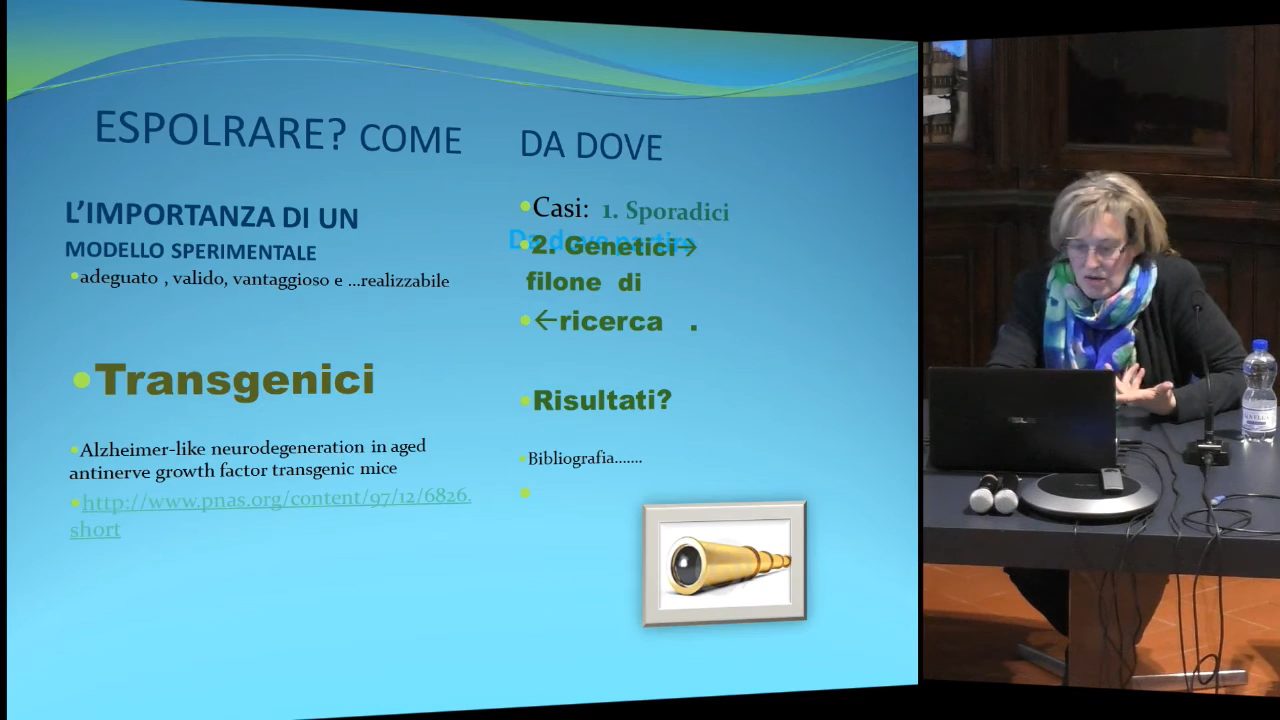 ESPOLRARE? COME
L’IMPORTANZA DI UN
MODELLO SPERIMENTALE
•adeguato , valido, vantaggioso e ...realizzabile
•Transgenici
•Alzheimer-like neurodegeneration in aged
antinerve growth factor transgenic mice
•http://www.pnas.org/content/97/12/6826.
short
DA DOVE
•Casi: 1. Sporadici
•2. Genetici→
filone di
•←ricerca .
•Risultati?
•Bibliografia.......
ASUS